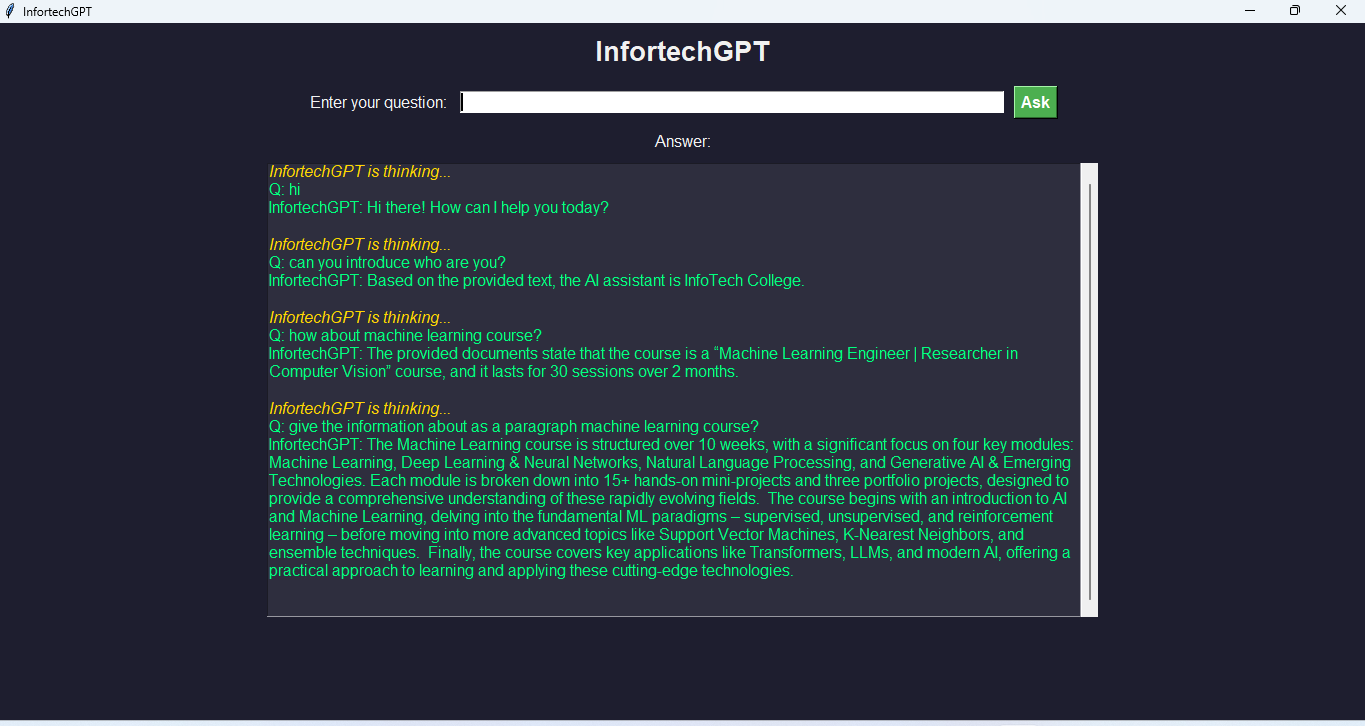 InfortechGPT
InfortechGPT
Enter your question:
Ask
Answer:
InfortechGPT is thinking...
Q: hi
InfortechGPT: Hi there! How can I help you today?
InfortechGPT is thinking...
Q: can you introduce who are you?
InfortechGPT: Based on the provided text, the AI assistant is InfoTech College.
InfortechGPT is thinking...
Q: how about machine learning course?
InfortechGPT: The provided documents state that the course is a “Machine Learning Engineer | Researcher in
Computer Vision” course, and it lasts for 30 sessions over 2 months.
InfortechGPT is thinking...
Q: give the information about as a paragraph machine learning course?
InfortechGPT: The Machine Learning course is structured over 10 weeks, with a significant focus on four key modules:
Machine Learning, Deep Learning & Neural Networks, Natural Language Processing, and Generative AI & Emerging
Technologies. Each module is broken down into 15+ hands-on mini-projects and three portfolio projects, designed to
provide a comprehensive understanding of these rapidly evolving fields.  The course begins with an introduction to AI
and Machine Learning, delving into the fundamental ML paradigms – supervised, unsupervised, and reinforcement
learning – before moving into more advanced topics like Support Vector Machines, K-Nearest Neighbors, and
ensemble techniques.  Finally, the course covers key applications like Transformers, LLMs, and modern AI, offering a
practical approach to learning and applying these cutting-edge technologies.